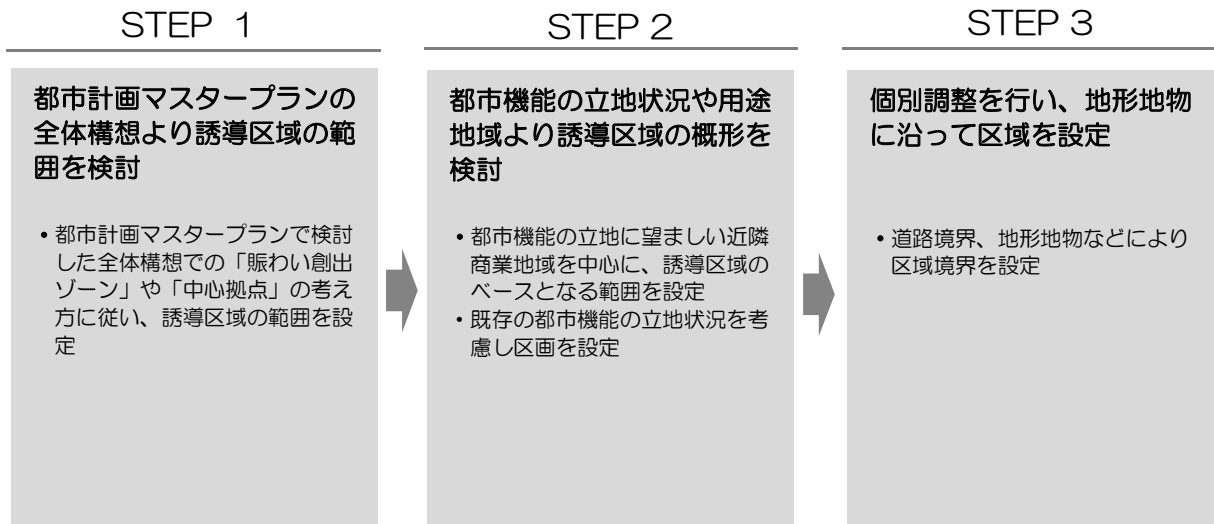 STEP 1
都市計画マスタープランの
全体構想より誘導区域の範
囲を検討
• 都市計画マスタープランで検討
した全体構想での「賑わい創出
ゾーン」や「中心拠点」の考え
方に従い、誘導区域の範囲を設
定
STEP 2
都市機能の立地状況や用途
地域より誘導区域の概形を
検討
• 都市機能の立地に望ましい近隣
商業地域を中心に、誘導区域の
ベースとなる範囲を設定
• 既存の都市機能の立地状況を考
慮し区画を設定
STEP 3
個別調整を行い、地形地物
に沿って区域を設定
• 道路境界、地形地物などにより
区域境界を設定